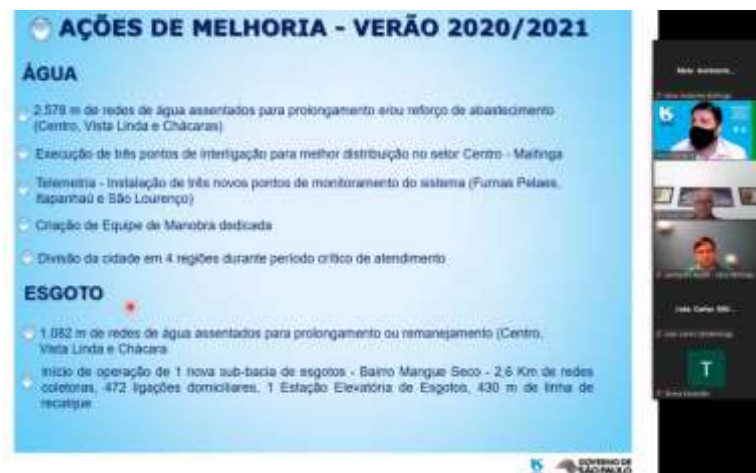 AÇÕES DE MELHORIA - VERÃO 2020/2021
ÁGUA
2.578 m de redes de água assentados para prolongamento e/ou reforço de abastecimento
(Centro, Vista Linda e Chácaras)
Execução de três pontos de interligação para melhor distribuição no setor Centro - Maitinga
Telemetria - Instalação de três novos pontos de monitoramento do sistema (Furnas Pelaes,
Itapanhaú e São Lourenço)
Criação de Equipe de Manobra dedicada
Divisão da cidade em 4 regiões durante período crítico de atendimento
ESGOTO
1.082 m de redes de água assentados para prolongamento ou remanejamento (Centro,
Vista Linda e Chácara
Início de operação de 1 nova sub-bacia de esgotos - Bairro Mangue Seco - 2,6 Km de redes
coletoras, 472 ligações domiciliares, 1 Estação Elevatória de Esgotos, 430 m de linha de
recalque
GOVERNO DE
SÃO PAULO
T